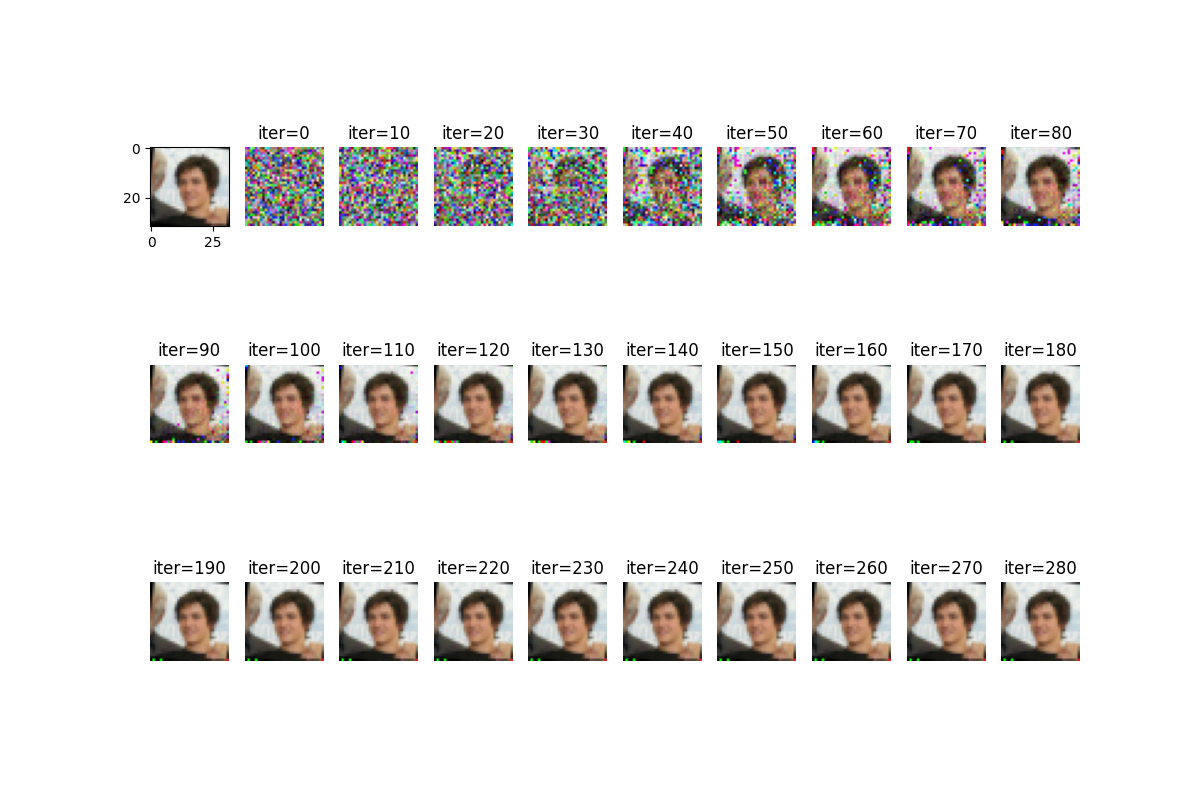 iter=0 iter=10 iter=20 iter=30 iter=40 iter=50 iter=60 iter=70 iter=80
0
20
0 25
iter=90 iter=100 iter=110 iter=120 iter=130 iter=140 iter=150 iter=160 iter=170 iter=180
iter=190 iter=200 iter=210 iter=220 iter=230 iter=240 iter=250 iter=260 iter=270 iter=280